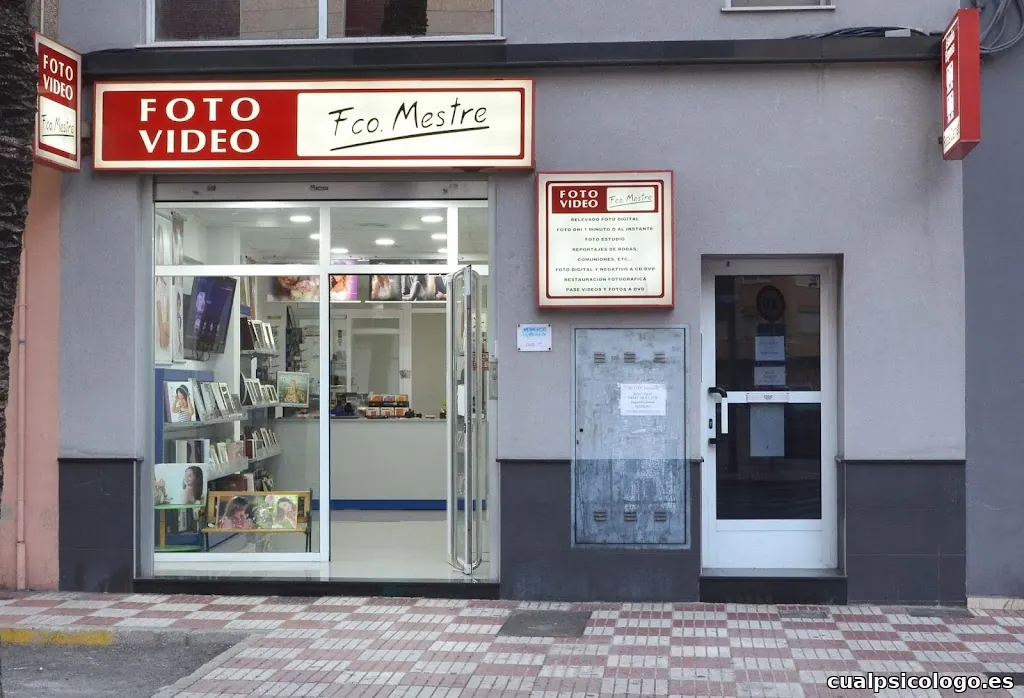 FOTO
VIDEO
Fco. Mestre
FOTO
VIDEO
Fco. Mestre
FOTO
VIDEO
Fco. Mestre
REVELADO FOTO DIGITAL
FOTO DNI 1 MINUTO O AL INSTANTE
FOTO ESTUDIO
REPORTAJES DE BODAS,
COMUNIONES, ETC...
FOTO DIGITAL Y NEGATIVO A CD-DVD
RESTAURACION FOTOGRAFICA
PASE VIDEOS Y FOTOS A DVD
cualpsicologo.es